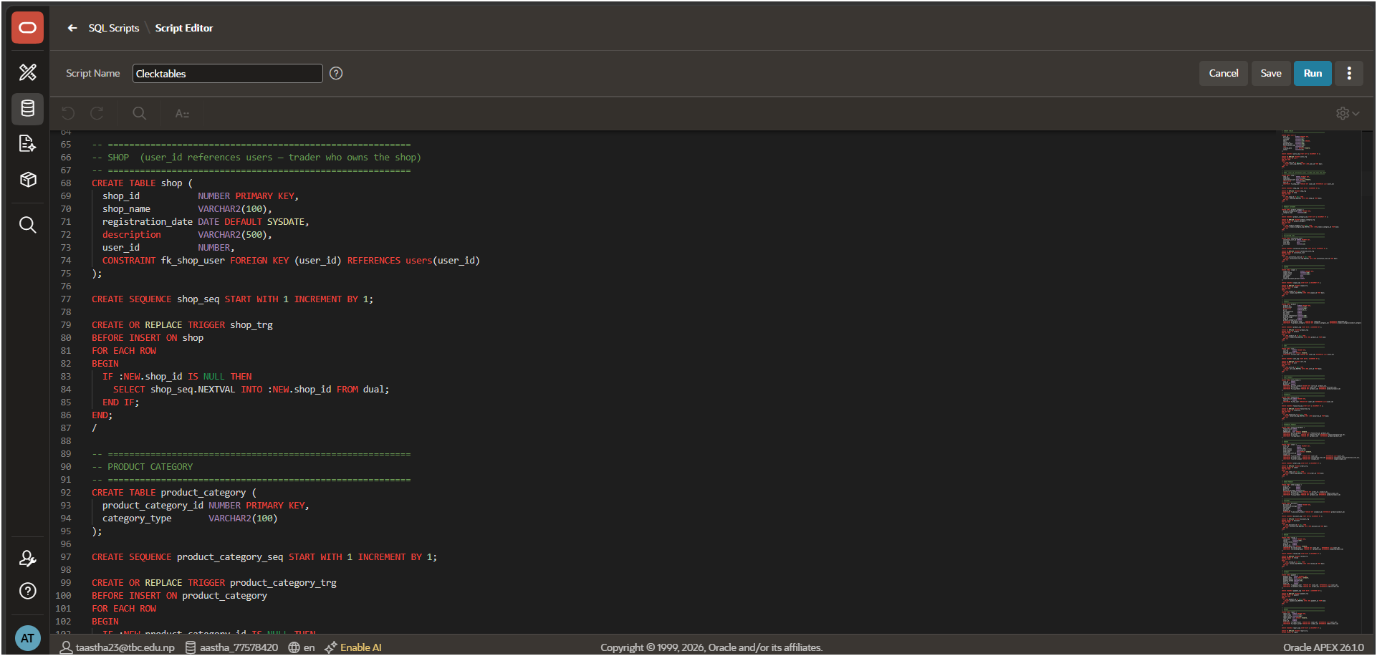 SQL Scripts \ Script Editor
Script Name Clecktables
Cancel Save Run
64
65 -- =========================================================
66 -- SHOP (user_id references users — trader who owns the shop)
67 -- =========================================================
68 CREATE TABLE shop (
69 shop_id NUMBER PRIMARY KEY,
70 shop_name VARCHAR2(100),
71 registration_date DATE DEFAULT SYSDATE,
72 description VARCHAR2(500),
73 user_id NUMBER,
74 CONSTRAINT fk_shop_user FOREIGN KEY (user_id) REFERENCES users(user_id)
75 );
76
77 CREATE SEQUENCE shop_seq START WITH 1 INCREMENT BY 1;
78
79 CREATE OR REPLACE TRIGGER shop_trg
80 BEFORE INSERT ON shop
81 FOR EACH ROW
82 BEGIN
83 IF :NEW.shop_id IS NULL THEN
84 SELECT shop_seq.NEXTVAL INTO :NEW.shop_id FROM dual;
85 END IF;
86 END;
87 /
88
89 -- =========================================================
90 -- PRODUCT CATEGORY
91 -- =========================================================
92 CREATE TABLE product_category (
93 product_category_id NUMBER PRIMARY KEY,
94 category_type VARCHAR2(100)
95 );
96
97 CREATE SEQUENCE product_category_seq START WITH 1 INCREMENT BY 1;
98
99 CREATE OR REPLACE TRIGGER product_category_trg
100 BEFORE INSERT ON product_category
101 FOR EACH ROW
102 BEGIN
103 IF :NEW.product_category_id IS NULL THEN
AT
taastha23@tbc.edu.np aastha_77578420 en Enable AI Copyright © 1999, 2026, Oracle and/or its affiliates. Oracle APEX 26.1.0